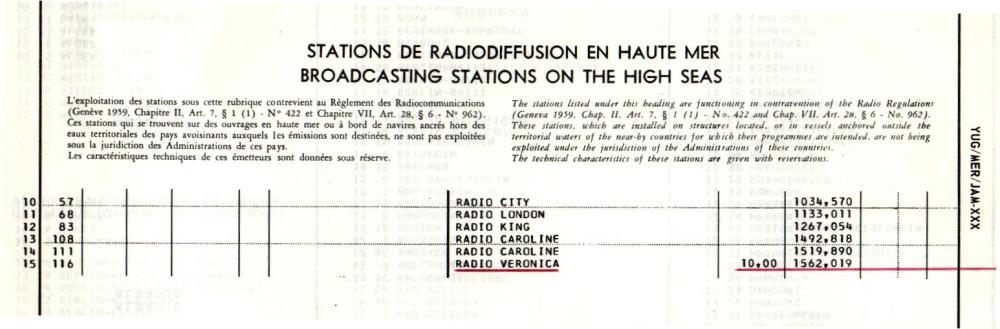 STATIONS DE RADIODIFFUSION EN HAUTE MER
BROADCASTING STATIONS ON THE HIGH SEAS
L'exploitation des stations sous cette rubrique contrevient au Règlement des Radiocommunications
(Genève 1959, Chapitre II, Art. 7, § 1 (1) - N° 422 et Chapitre VII, Art. 28, § 6 - N° 962).
Ces stations qui se trouvent sur des ouvrages en haute mer ou à bord de navires ancrés hors des
eaux territoriales des pays avoisinants auxquels les émissions sont destinées, ne sont pas exploitées
sous la juridiction des Administrations de ces pays.
Les caractéristiques techniques de ces émetteurs sont données sous réserve.
The stations listed under this heading are functioning in contravention of the Radio Regulations
(Geneva 1959, Chap. II, Art. 7, § 1 (1) - No. 422 and Chap. VII, Art. 28, § 6 - No. 962).
These stations, which are installed on structures located, or in vessels anchored outside the
territorial waters of the near-by countries for which their programmes are intended, are not being
exploited under the jurisdiction of the Administrations of these countries.
The technical characteristics of these stations are given with reservations.
YUG/MER/JAM-XXX
10 57 RADIO CITY 1034,570
11 68 RADIO LONDON 1133,011
12 83 RADIO KING 1267,054
13 108 RADIO CAROLINE 1492,818
14 111 RADIO CAROLINE 1519,890
15 116 RADIO VERONICA 10,00 1562,019